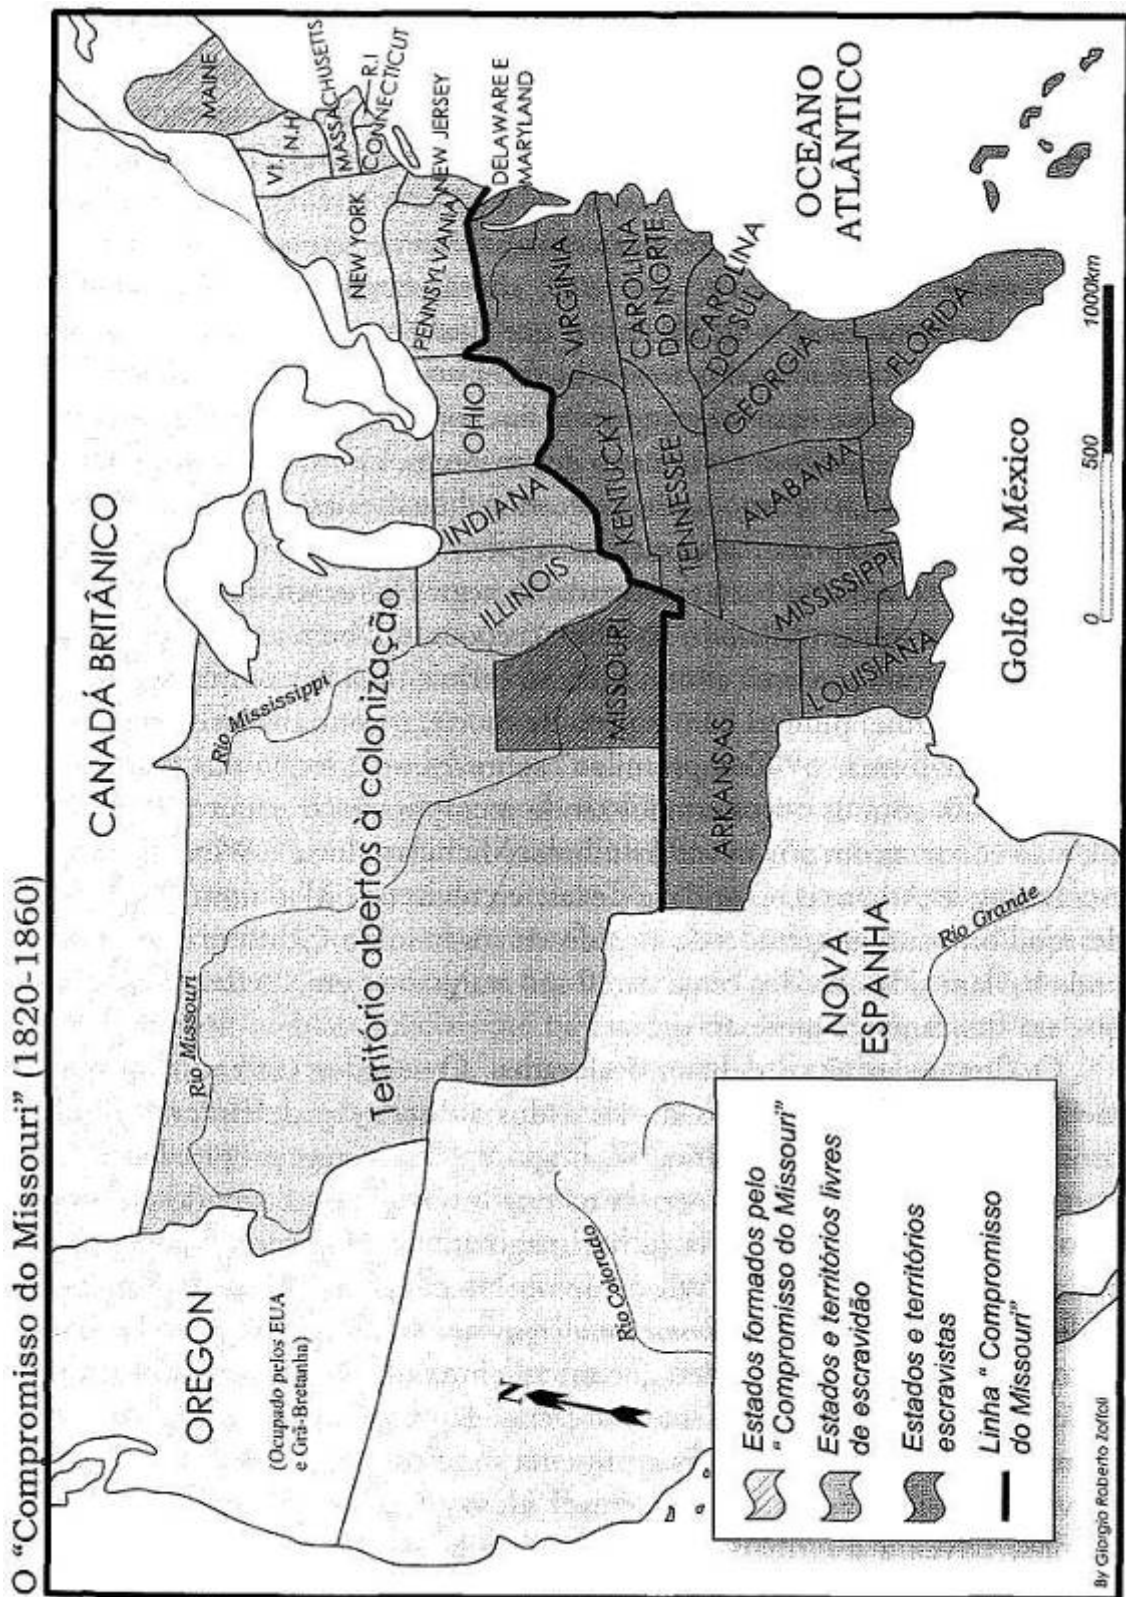 O “Compromisso do Missouri” (1820-1860)
CANADÁ BRITÂNICO
OREGON
(Ocupado pelos EUA
e Grã-Bretanha)
Rio Missouri
Rio Mississippi
Território abertos à colonização
MAINE
Vt.
N.H
MASSACHUSETTS
R.I
CONNECTICUT
NEW YORK
PENNSYLVANIA
NEW JERSEY
DELAWARE E
MARYLAND
OHIO
INDIANA
ILLINOIS
MISSOURI
VIRGÍNIA
KENTUCKY
CAROLINA
DO NORTE
TENNESSEE
CAROLINA
DO SUL
ARKANSAS
GEORGIA
ALABAMA
MISSISSIPPI
LOUISIANA
FLORIDA
OCEANO
ATLÂNTICO
Rio Colorado
NOVA
ESPANHA
Rio Grande
Golfo do México
N
Estados formados pelo
“Compromisso do Missouri”
Estados e territórios livres
de escravidão
Estados e territórios
escravistas
Linha “Compromisso
do Missouri”
0 500 1000km
By Giorgio Roberto Zoffoli